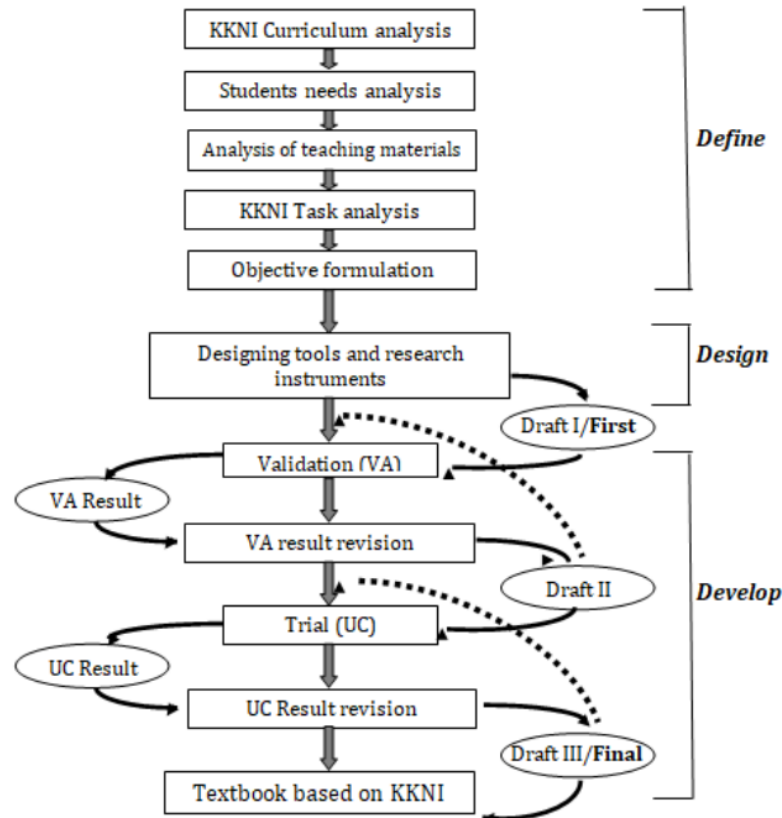 KKNI Curriculum analysis
Students needs analysis
Analysis of teaching materials
Define
KKNI Task analysis
Objective formulation
Designing tools and research
instruments
Design
Draft I/First
Validation (VA)
VA Result
VA result revision
Draft II
Develop
Trial (UC)
UC Result
UC Result revision
Draft III/Final
Textbook based on KKNI